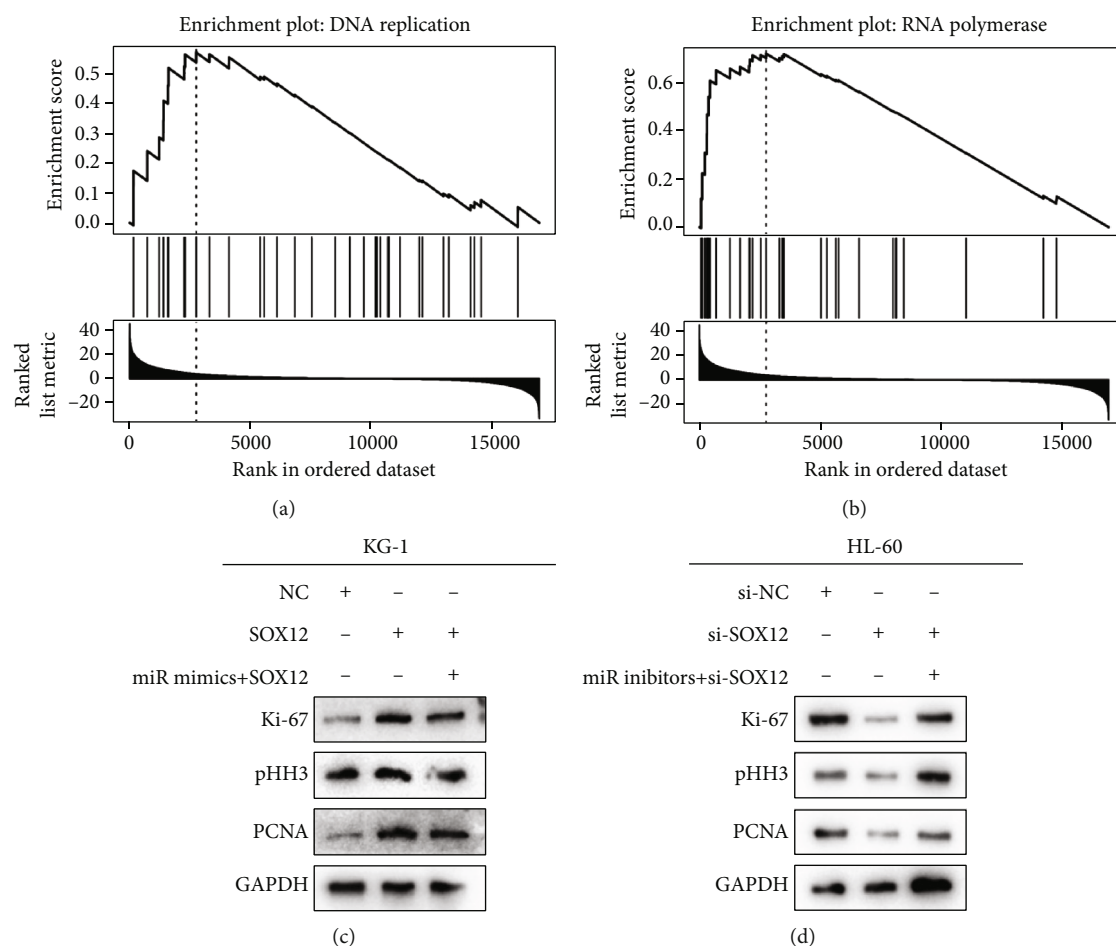 Enrichment plot: DNA replication
Enrichment score
0.5
0.4
0.3
0.2
0.1
0.0
Ranked
list metric
40
20
0
−20
0 5000 10000 15000
Rank in ordered dataset
(a)
Enrichment plot: RNA polymerase
Enrichment score
0.6
0.4
0.2
0.0
Ranked
list metric
40
20
0
−20
0 5000 10000 15000
Rank in ordered dataset
(b)
KG-1
NC + – –
SOX12 – + +
miR mimics+SOX12 – – +
Ki-67
pHH3
PCNA
GAPDH
(c)
HL-60
si-NC + – –
si-SOX12 – + +
miR inibitors+si-SOX12 – – +
Ki-67
pHH3
PCNA
GAPDH
(d)